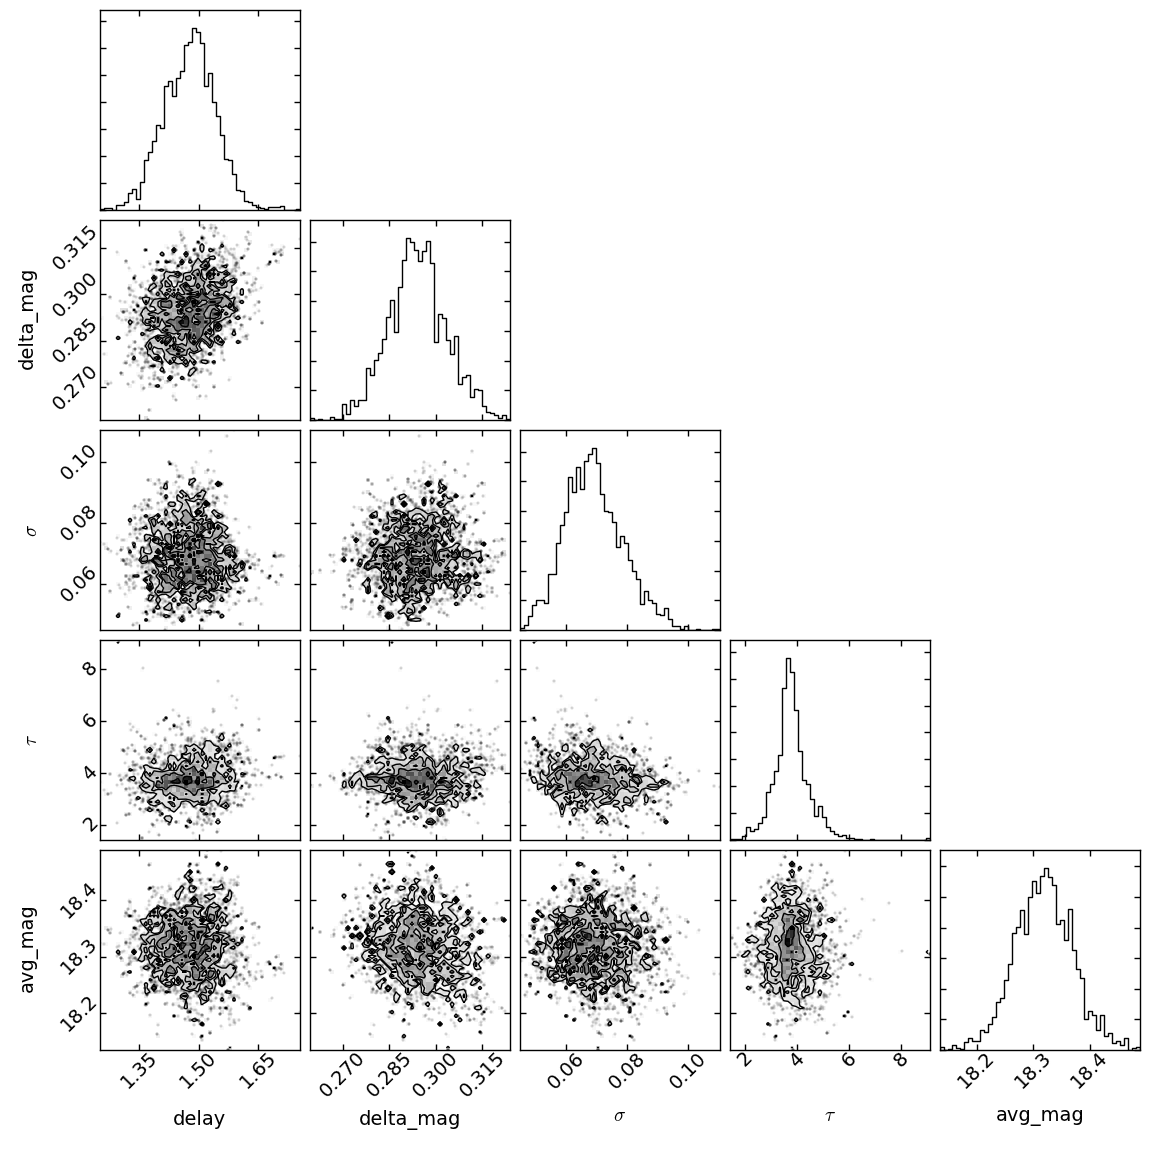 delta_mag
0.315
0.300
0.285
0.270
σ
0.10
0.08
0.06
τ
8
6
4
2
avg_mag
18.4
18.3
18.2
1.35 1.50 1.65 0.270 0.285 0.300 0.315 0.06 0.08 0.10 2 4 6 8 18.2 18.3 18.4
delay delta_mag σ τ avg_mag